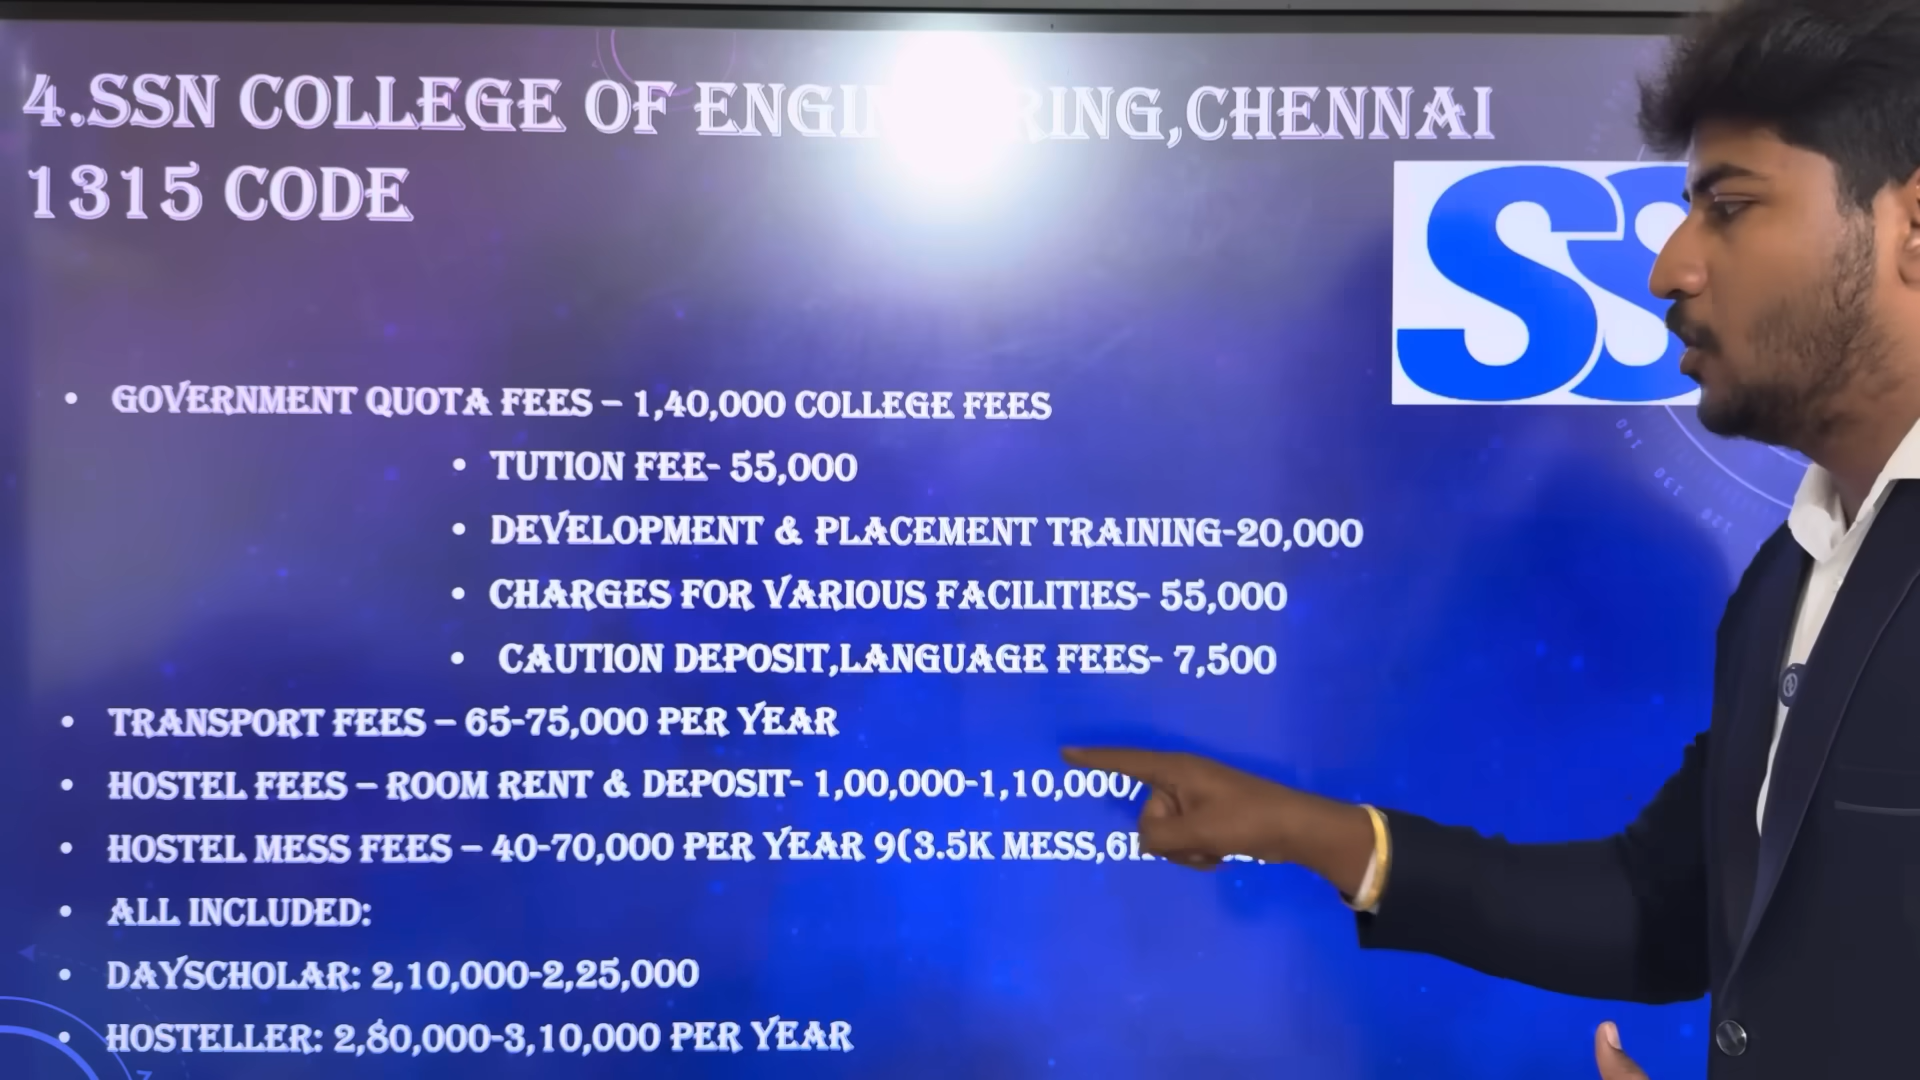 4.SSN COLLEGE OF ,CHENNAI
1315 CODE
SS
GOVERNMENT QUOTA FEES – 1,40,000 COLLEGE FEES
TUTION FEE- 55,000
DEVELOPMENT & PLACEMENT TRAINING-20,000
CHARGES FOR VARIOUS FACILITIES- 55,000
CAUTION DEPOSIT,LANGUAGE FEES- 7,500
TRANSPORT FEES – 65-75,000 PER YEAR
HOSTEL FEES – ROOM RENT & DEPOSIT- 1,00,000-1,10,000/
HOSTEL MESS FEES – 40-70,000 PER YEAR 9(3.5K MESS,
ALL INCLUDED:
DAYSCHOLAR: 2,10,000-2,25,000
HOSTELLER: 2,80,000-3,10,000 PER YEAR
140
130
120